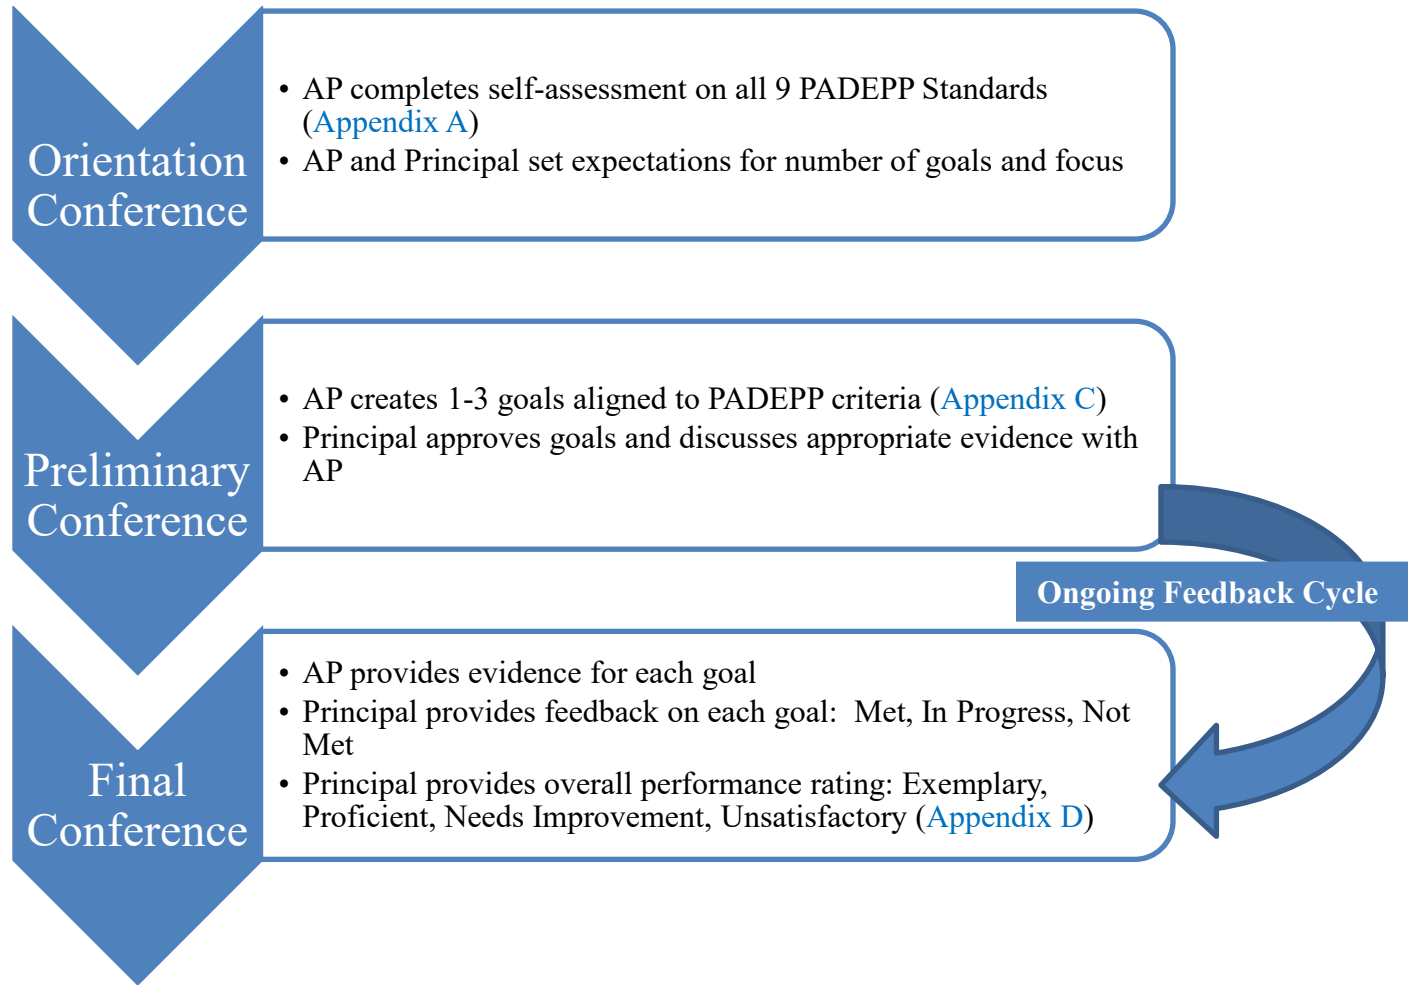 Orientation
Conference
• AP completes self-assessment on all 9 PADEPP Standards
(Appendix A)
• AP and Principal set expectations for number of goals and focus
Preliminary
Conference
• AP creates 1-3 goals aligned to PADEPP criteria (Appendix C)
• Principal approves goals and discusses appropriate evidence with
AP
Ongoing Feedback Cycle
Final
Conference
• AP provides evidence for each goal
• Principal provides feedback on each goal:  Met, In Progress, Not
Met
• Principal provides overall performance rating: Exemplary,
Proficient, Needs Improvement, Unsatisfactory (Appendix D)